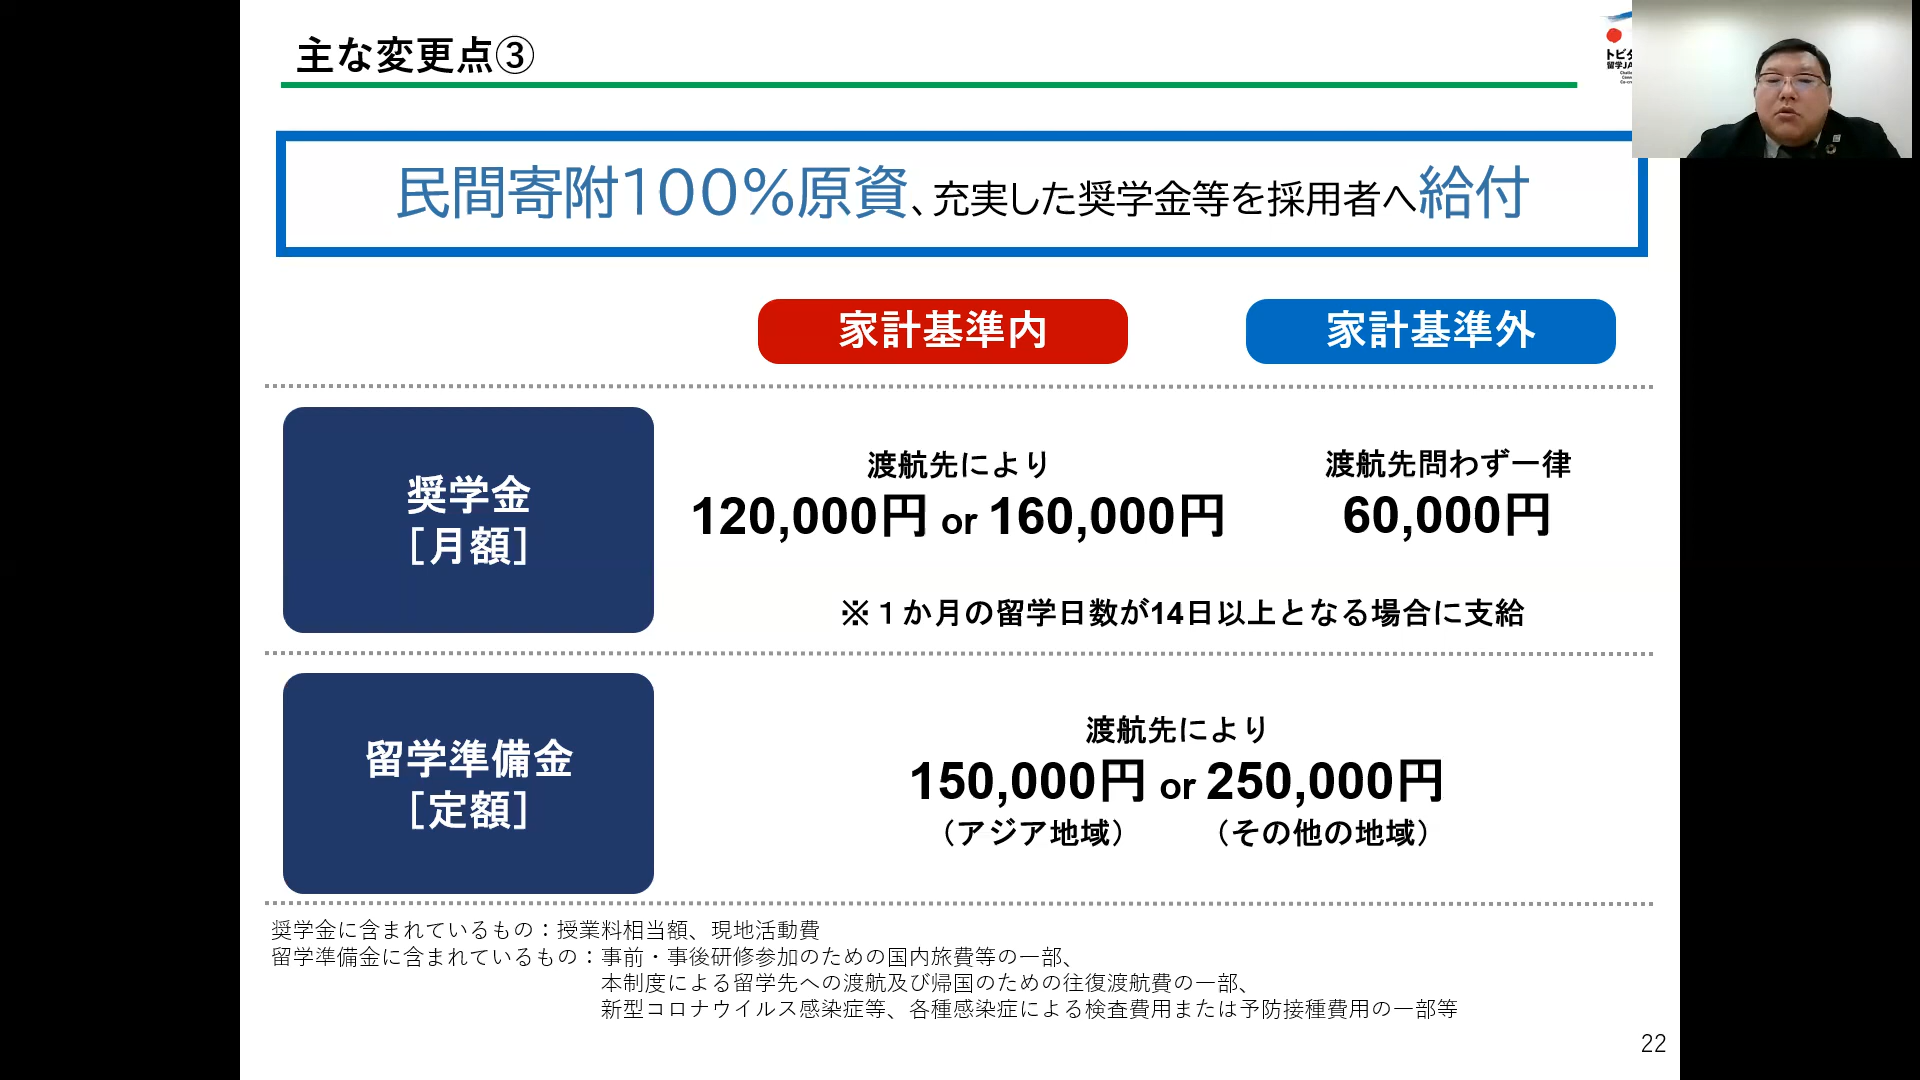 主な変更点③
民間寄附100%原資、充実した奨学金等を採用者へ給付
家計基準内
家計基準外
奨学金
[月額]
渡航先により
120,000円 or 160,000円
渡航先問わず一律
60,000円
※１か月の留学日数が14日以上となる場合に支給
留学準備金
[定額]
渡航先により
150,000円 or 250,000円
（アジア地域）
（その他の地域）
奨学金に含まれているもの：授業料相当額、現地活動費
留学準備金に含まれているもの：事前・事後研修参加のための国内旅費等の一部、
本制度による留学先への渡航及び帰国のための往復渡航費の一部、
新型コロナウイルス感染症等、各種感染症による検査費用または予防接種費用の一部等
22